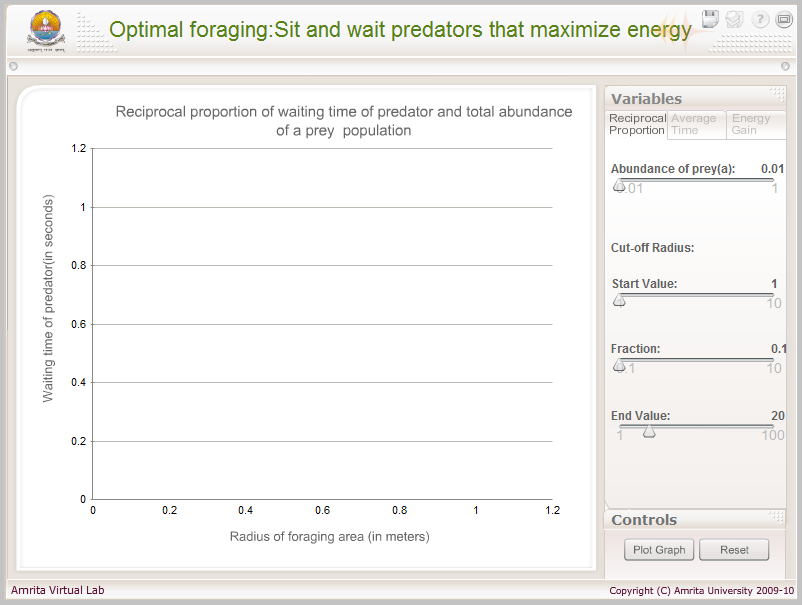 Optimal foraging:Sit and wait predators that maximize energy
Reciprocal proportion of waiting time of predator and total abundance
of a prey population
Waiting time of predator(in seconds)
1.2
1
0.8
0.6
0.4
0.2
0
0 0.2 0.4 0.6 0.8 1 1.2
Radius of foraging area (in meters)
Variables
Reciprocal Proportion
Average Time
Energy Gain
Abundance of prey(a): 0.01
0.01 1
Cut-off Radius:
Start Value: 1
10
Fraction: 0.1
0.1 10
End Value: 20
1 100
Controls
Plot Graph Reset
Amrita Virtual Lab
Copyright (C) Amrita University 2009-10